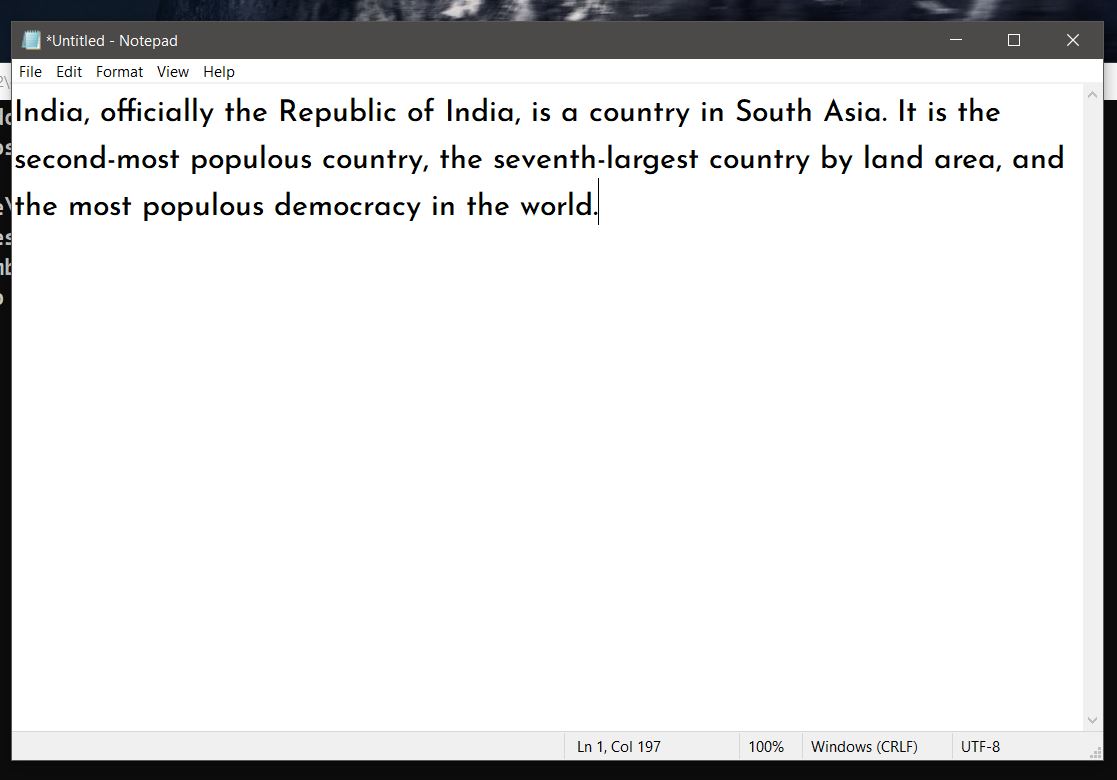 *Untitled - Notepad
File Edit Format View Help
India, officially the Republic of India, is a country in South Asia. It is the
second-most populous country, the seventh-largest country by land area, and
the most populous democracy in the world.
Ln 1, Col 197 100% Windows (CRLF) UTF-8